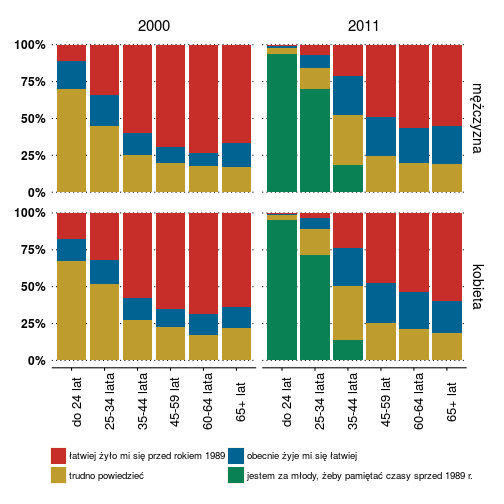 2000 2011
100%
75%
50%
25%
0%
mężczyzna
100%
75%
50%
25%
0%
kobieta
do 24 lat 25-34 lata 35-44 lata 45-59 lat 60-64 lata 65+ lat do 24 lat 25-34 lata 35-44 lata 45-59 lat 60-64 lata 65+ lat
łatwiej żyło mi się przed rokiem 1989 obecnie żyje mi się łatwiej
trudno powiedzieć jestem za młody, żeby pamiętać czasy sprzed 1989 r.